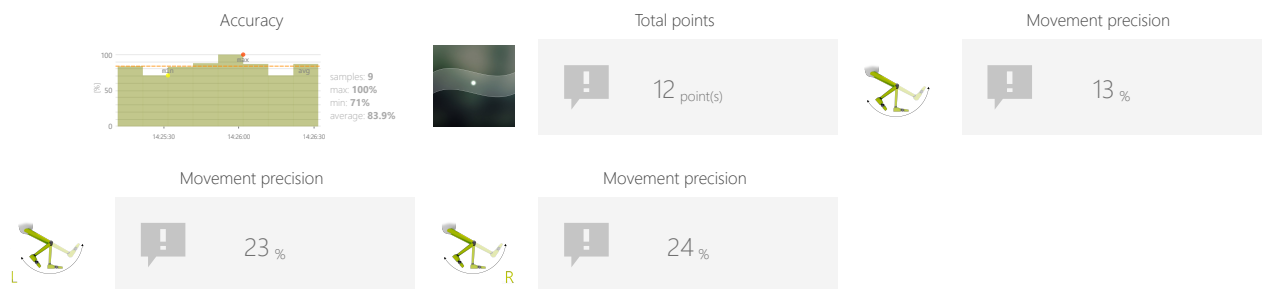 Accuracy
Total points
Movement precision
100
50
0
[%]
min
max
avg
14:25:30
14:26:00
14:26:30
samples: 9
max: 100%
min: 71%
average: 83.9%
12 point(s)
13 %
Movement precision
Movement precision
L
23 %
R
24 %